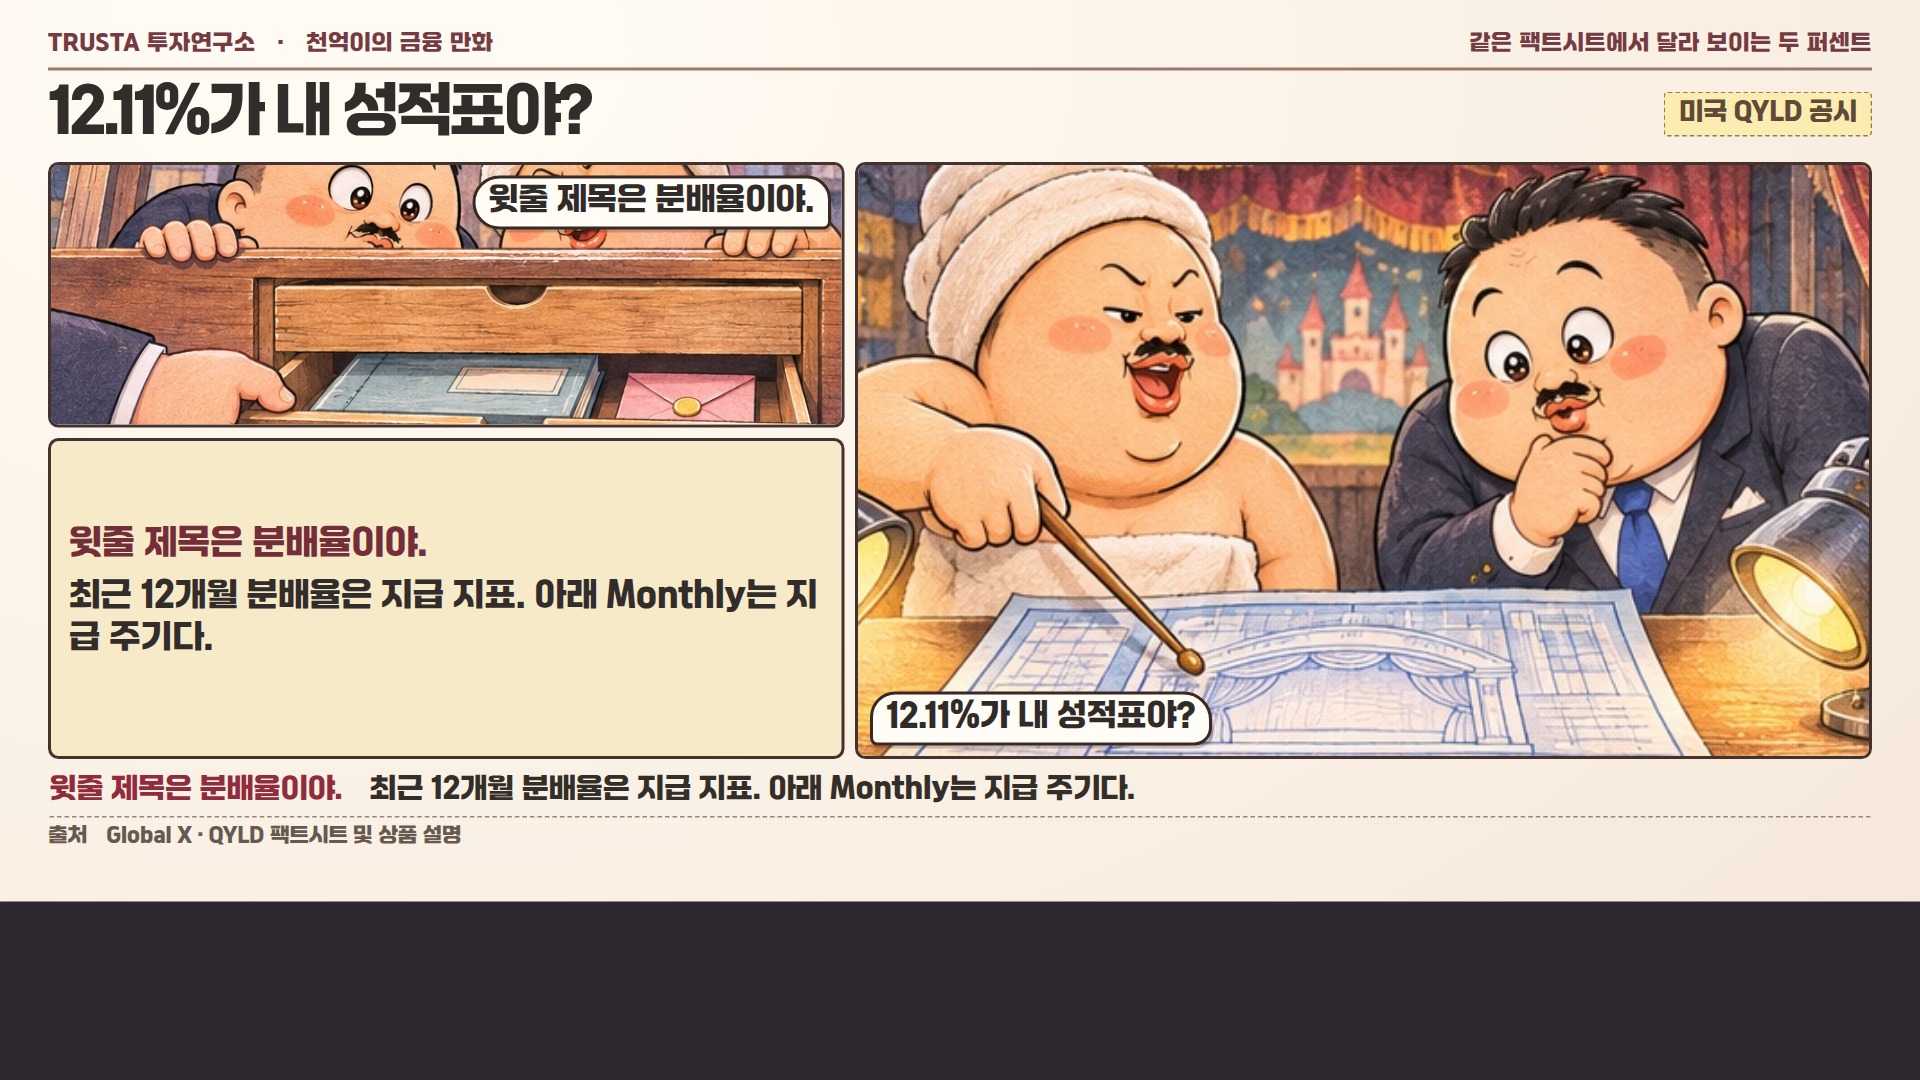 TRUSTA 투자연구소 · 천억이의 금융 만화
같은 팩트시트에서 달라 보이는 두 퍼센트
12.11%가 내 성적표야?
미국 QYLD 공시
윗줄 제목은 분배율이야.
윗줄 제목은 분배율이야.
최근 12개월 분배율은 지급 지표. 아래 Monthly는 지
급 주기다.
12.11%가 내 성적표야?
윗줄 제목은 분배율이야. 최근 12개월 분배율은 지급 지표. 아래 Monthly는 지급 주기다.
출처 Global X · QYLD 팩트시트 및 상품 설명